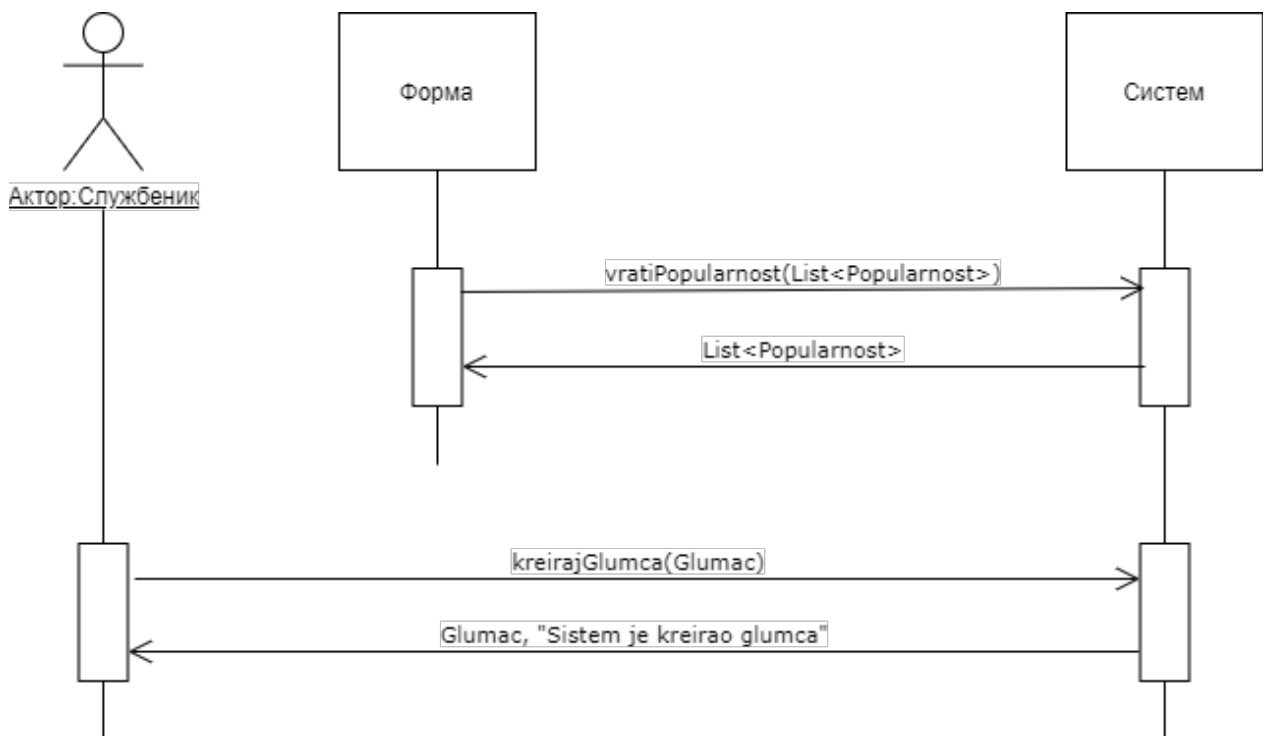 Форма
Систем
Актор:Службеник
vratiPopularnost(List<Popularnost>)
List<Popularnost>
kreirajGlumca(Glumac)
Glumac, "Sistem je kreirao glumca"